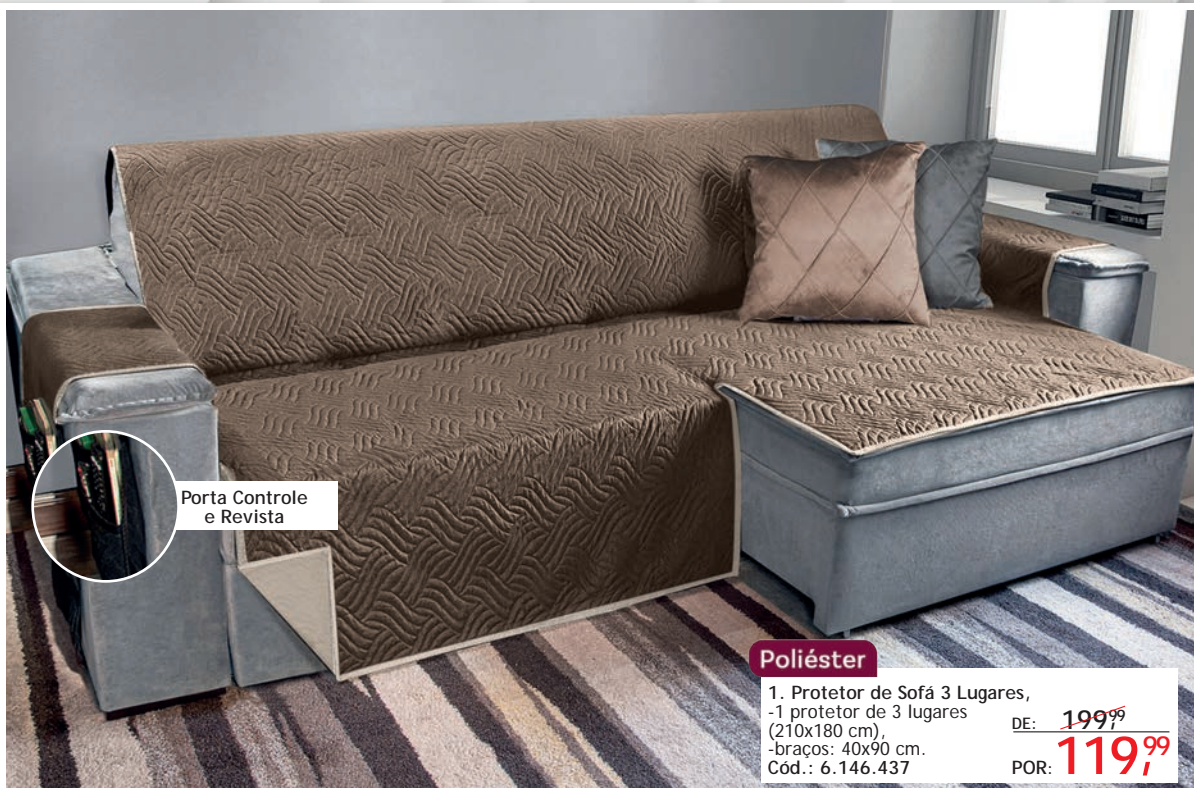 Porta Controle
e Revista
Poliéster
1. Protetor de Sofá 3 Lugares,
-1 protetor de 3 lugares
(210x180 cm),
-braços: 40x90 cm.
Cód.: 6.146.437
DE: 199,99
POR: 119,99